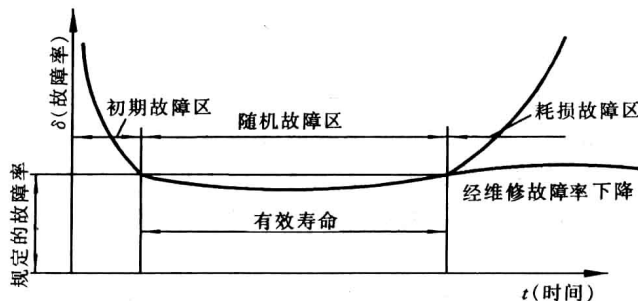 δ(故障率)
初期故障区
随机故障区
耗损故障区
规定的故障率
经维修故障率下降
有效寿命
t(时间)